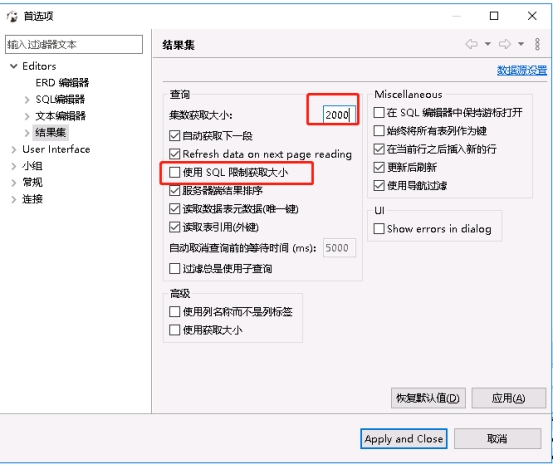 首选项
输入过滤器文本
Editors
ERD 编辑器
SQL编辑器
文本编辑器
结果集
User Interface
小组
常规
连接
结果集
数据源设置
查询
集数获取大小:
2000
自动获取下一段
Refresh data on next page reading
使用 SQL 限制获取大小
服务器端结果排序
读取数据表元数据(唯一键)
读取表引用(外键)
自动取消查询前的等待时间 (ms):
5000
过滤总是使用子查询
高级
使用列名称而不是列标签
使用获取大小
Miscellaneous
在 SQL 编辑器中保持游标打开
始终将所有表列作为键
在当前行之后插入新的行
更新后刷新
使用导航过滤
UI
Show errors in dialog
恢复默认值(D)
应用(A)
Apply and Close
取消